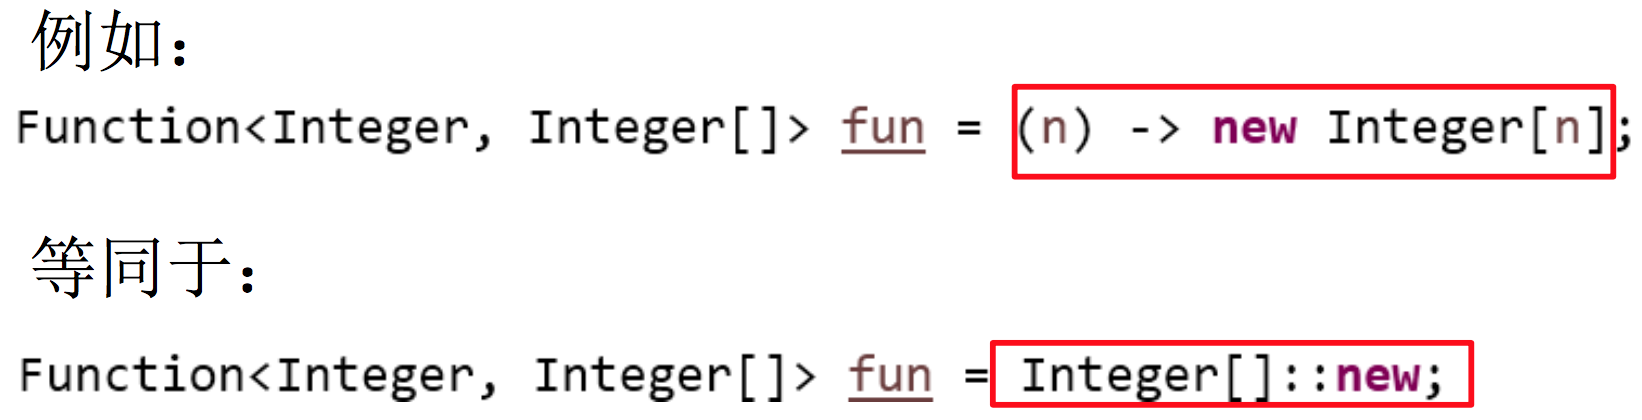 例如：
Function<Integer, Integer[]> fun = (n) -> new Integer[n];
等同于：
Function<Integer, Integer[]> fun = Integer[]::new;